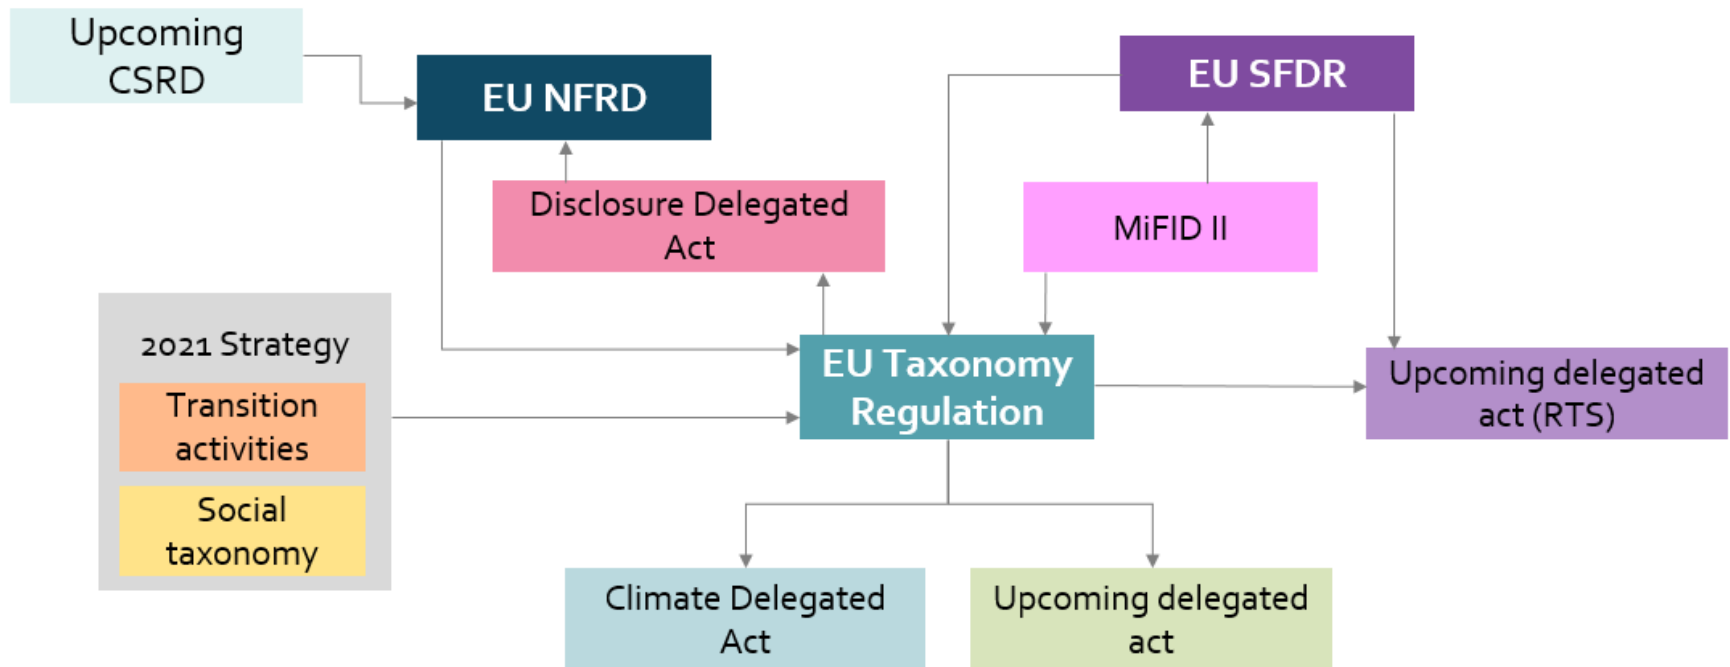 Upcoming
CSRD
EU NFRD
EU SFDR
Disclosure Delegated
Act
MiFID II
2021 Strategy
Transition
activities
Social
taxonomy
EU Taxonomy
Regulation
Upcoming delegated
act (RTS)
Climate Delegated
Act
Upcoming delegated
act